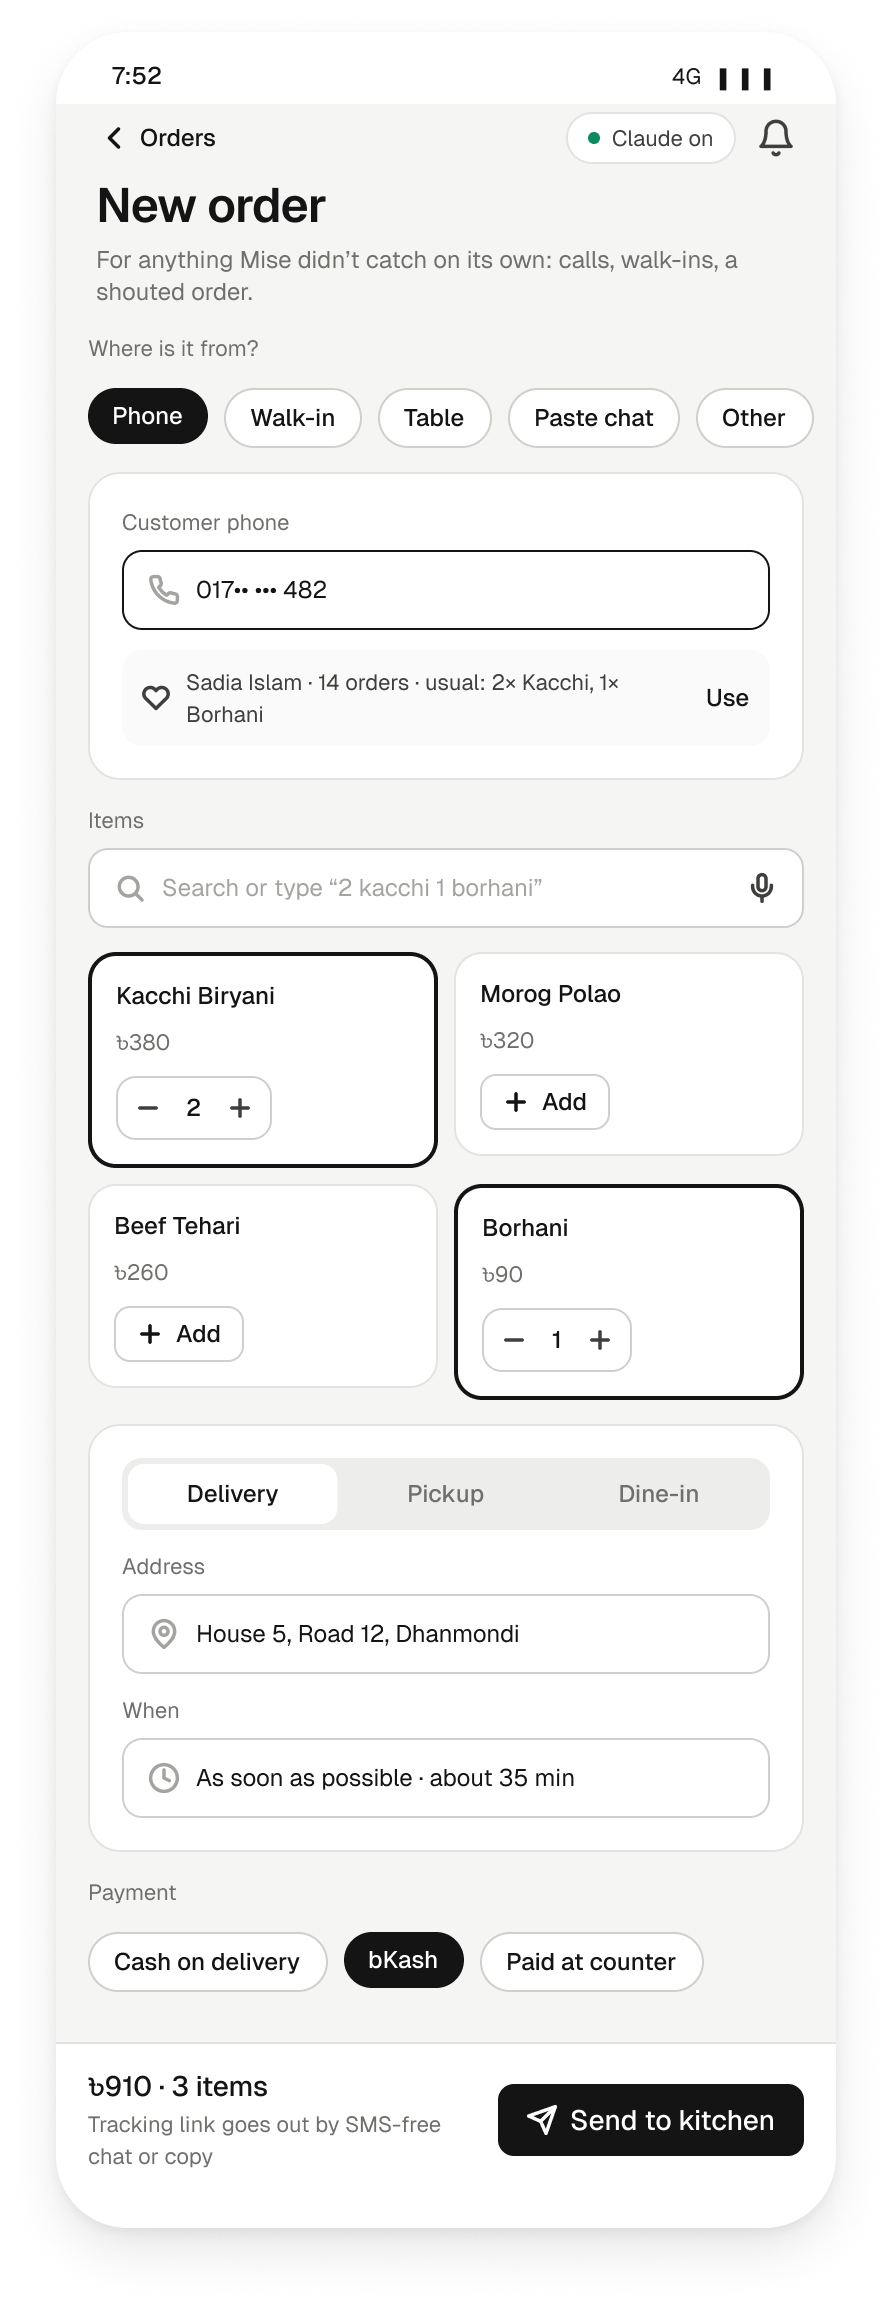 7:52
4G
Orders
Claude on
New order
For anything Mise didn’t catch on its own: calls, walk-ins, a
shouted order.
Where is it from?
Phone
Walk-in
Table
Paste chat
Other
Customer phone
017•• ••• 482
Sadia Islam · 14 orders · usual: 2× Kacchi, 1×
Borhani
Use
Items
Search or type “2 kacchi 1 borhani”
Kacchi Biryani
৳380
2
Morog Polao
৳320
Add
Beef Tehari
৳260
Add
Borhani
৳90
1
Delivery
Pickup
Dine-in
Address
House 5, Road 12, Dhanmondi
When
As soon as possible · about 35 min
Payment
Cash on delivery
bKash
Paid at counter
৳910 · 3 items
Tracking link goes out by SMS-free
chat or copy
Send to kitchen